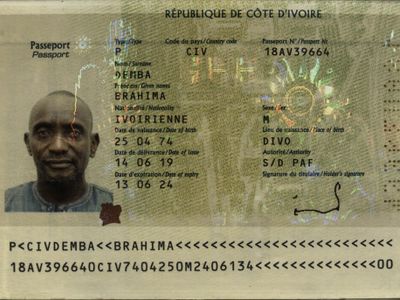 RÉPUBLIQUE DE CÔTE D'IVOIRE
Passeport
Passport
Type/Type Code du pays/Country code Passeport N°/Passport Nr
P CIV 18AV39664
Nom/Surname
DEMBA
Prénoms/Given names
BRAHIMA
Nationalité/Nationality Sexe/Sex
IVOIRIENNE M
Date de naissance/Date of birth Lieu de naissance/Date of birth
25 04 74 DIVO
Date de délivrance/Date of issue Autorité/Authority
14 06 19 S/D PAF
Date d'expiration/Date of expiry Signature du titulaire/Holder's signature
13 06 24
P<CIVDEMBA<<BRAHIMA<<<<<<<<<<<<<<<<<<<<<<<<<
18AV396640CIV7404250M2406134<<<<<<<<<<<<<<00